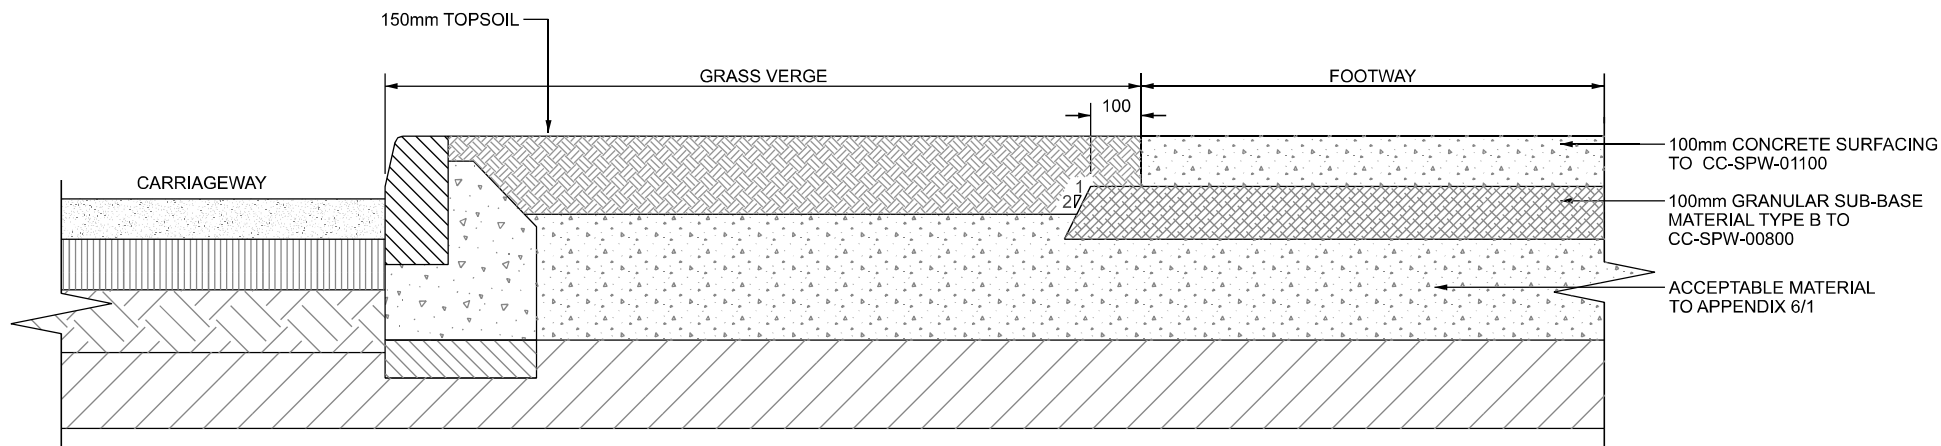 150mm TOPSOIL
GRASS VERGE
FOOTWAY
100
CARRIAGEWAY
1
2
100mm CONCRETE SURFACING
TO CC-SPW-01100
100mm GRANULAR SUB-BASE
MATERIAL TYPE B TO
CC-SPW-00800
ACCEPTABLE MATERIAL
TO APPENDIX 6/1